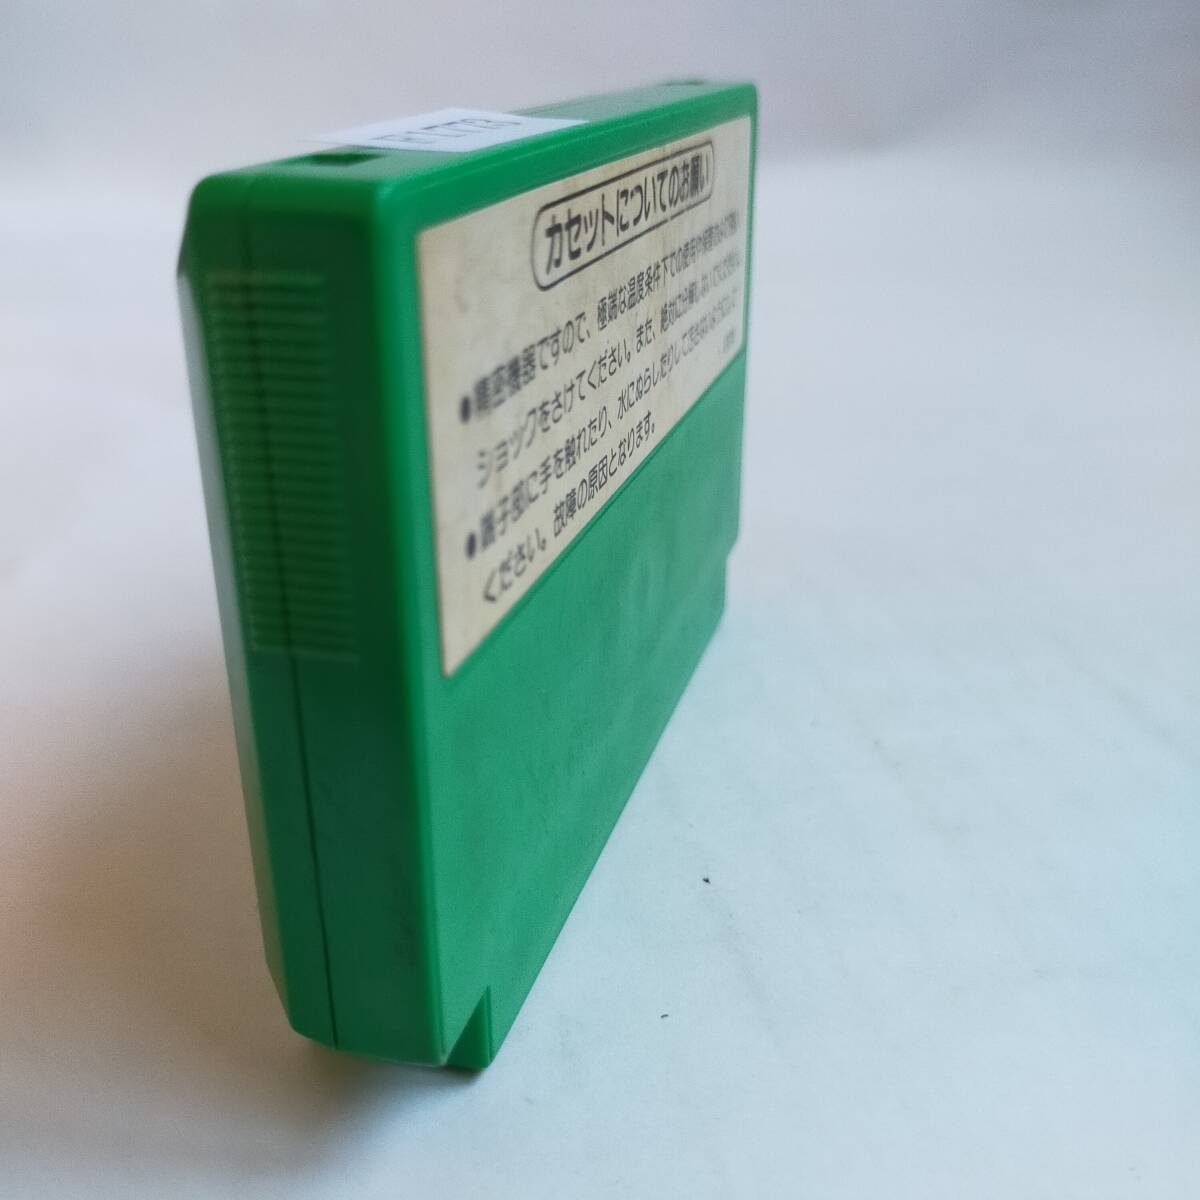 カセットについてのお願い
●精密機器ですので、極端な温度条件下での使用や保管および強い
ショックをさけてください。また、絶対に分解しないでください。
●端子部に手を触れたり、水にぬらしたりして汚さないようにして
ください。故障の原因となります。